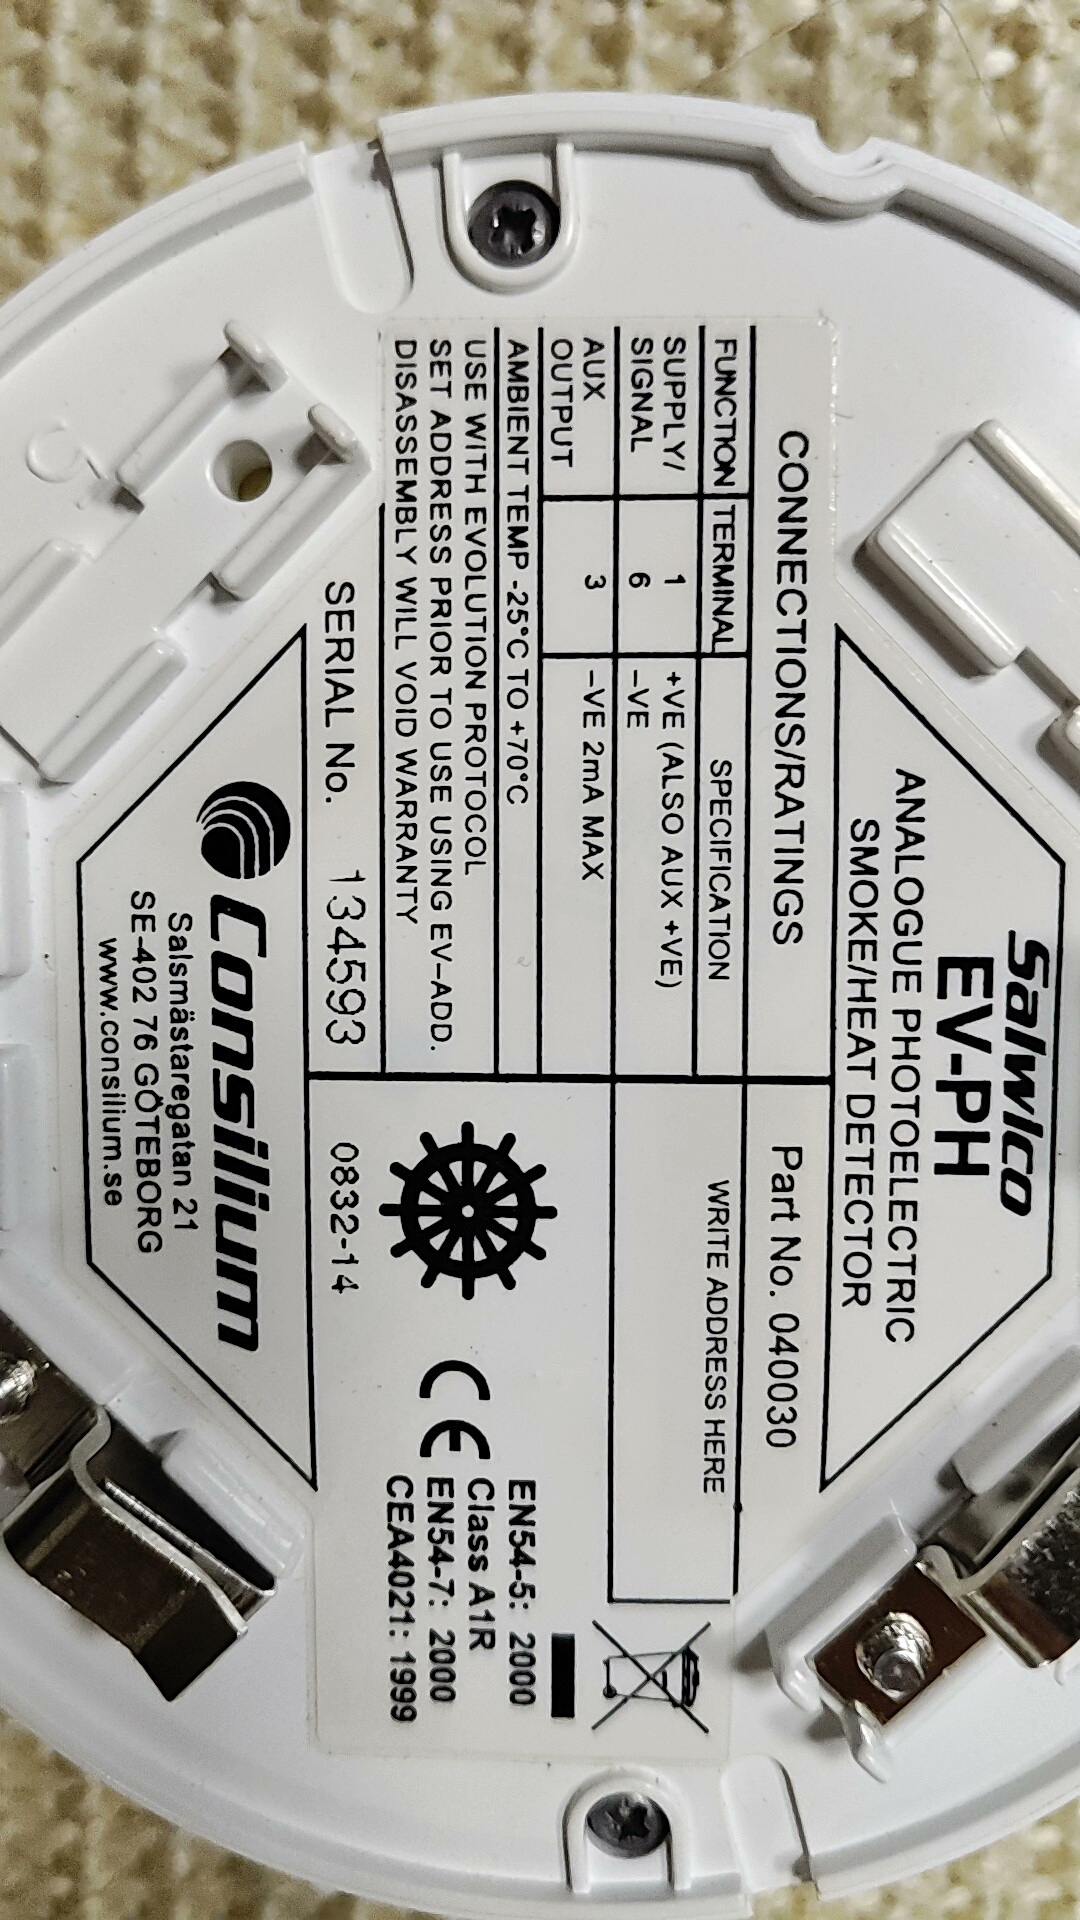 Salwico
EV-PH
ANALOGUE PHOTOELECTRIC
SMOKE/HEAT DETECTOR
CONNECTIONS/RATINGS
Part No. 040030
FUNCTION TERMINAL SPECIFICATION
SUPPLY/ 1 +VE (ALSO AUX +VE)
SIGNAL 6 –VE
AUX 3 –VE 2mA MAX
OUTPUT
WRITE ADDRESS HERE
AMBIENT TEMP -25°C TO +70°C
USE WITH EVOLUTION PROTOCOL
SET ADDRESS PRIOR TO USE USING EV–ADD.
DISASSEMBLY WILL VOID WARRANTY
CE
EN54-5: 2000
Class A1R
EN54-7: 2000
CEA4021: 1999
SERIAL No. 134593
0832-14
Consilium
Salsmästaregatan 21
SE-402 76 GÖTEBORG
www.consilium.se